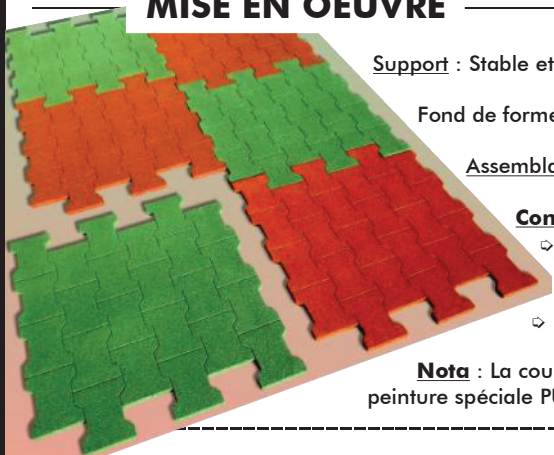 MISE EN OEUVRE
Support : Stable et
Fond de forme
Assembla
Con
➪
➪
Nota : La cou
peinture spéciale PU